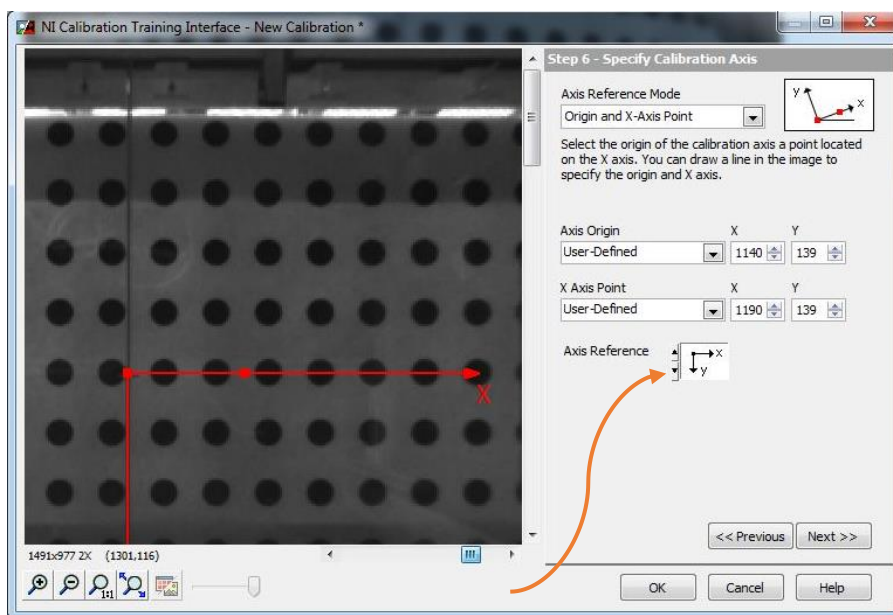 NI Calibration Training Interface - New Calibration *
Step 6 - Specify Calibration Axis
Axis Reference Mode
Origin and X-Axis Point
y
x
Select the origin of the calibration axis a point located
on the X axis. You can draw a line in the image to
specify the origin and X axis.
Axis Origin X Y
User-Defined 1140 139
X Axis Point X Y
User-Defined 1190 139
Axis Reference
x
y
X
<< Previous Next >>
1491x977 2X (1301,116)
1:1
OK Cancel Help